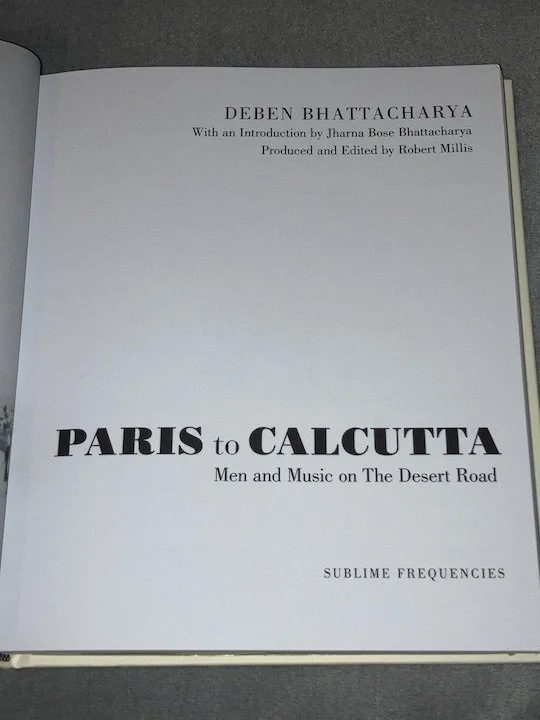 DEBEN BHATTACHARYA
With an Introduction by Jharna Bose Bhattacharya
Produced and Edited by Robert Millis
PARIS to CALCUTTA
Men and Music on The Desert Road
SUBLIME FREQUENCIES